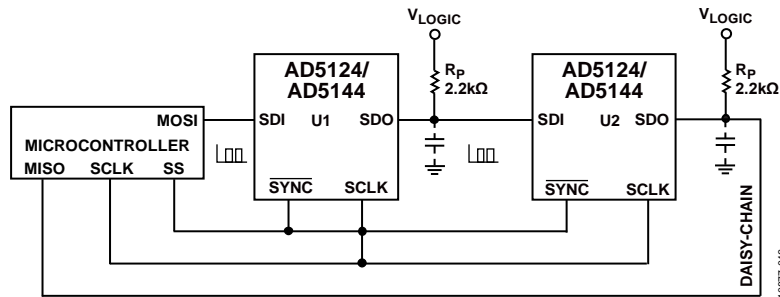 VLOGIC
VLOGIC
RP
2.2kΩ
RP
2.2kΩ
AD5124/
AD5144
AD5124/
AD5144
MOSI
SDI
U1
SDO
SDI
U2
SDO
MICROCONTROLLER
MISO
SCLK
SS
SYNC
SCLK
SYNC
SCLK
DAISY-CHAIN